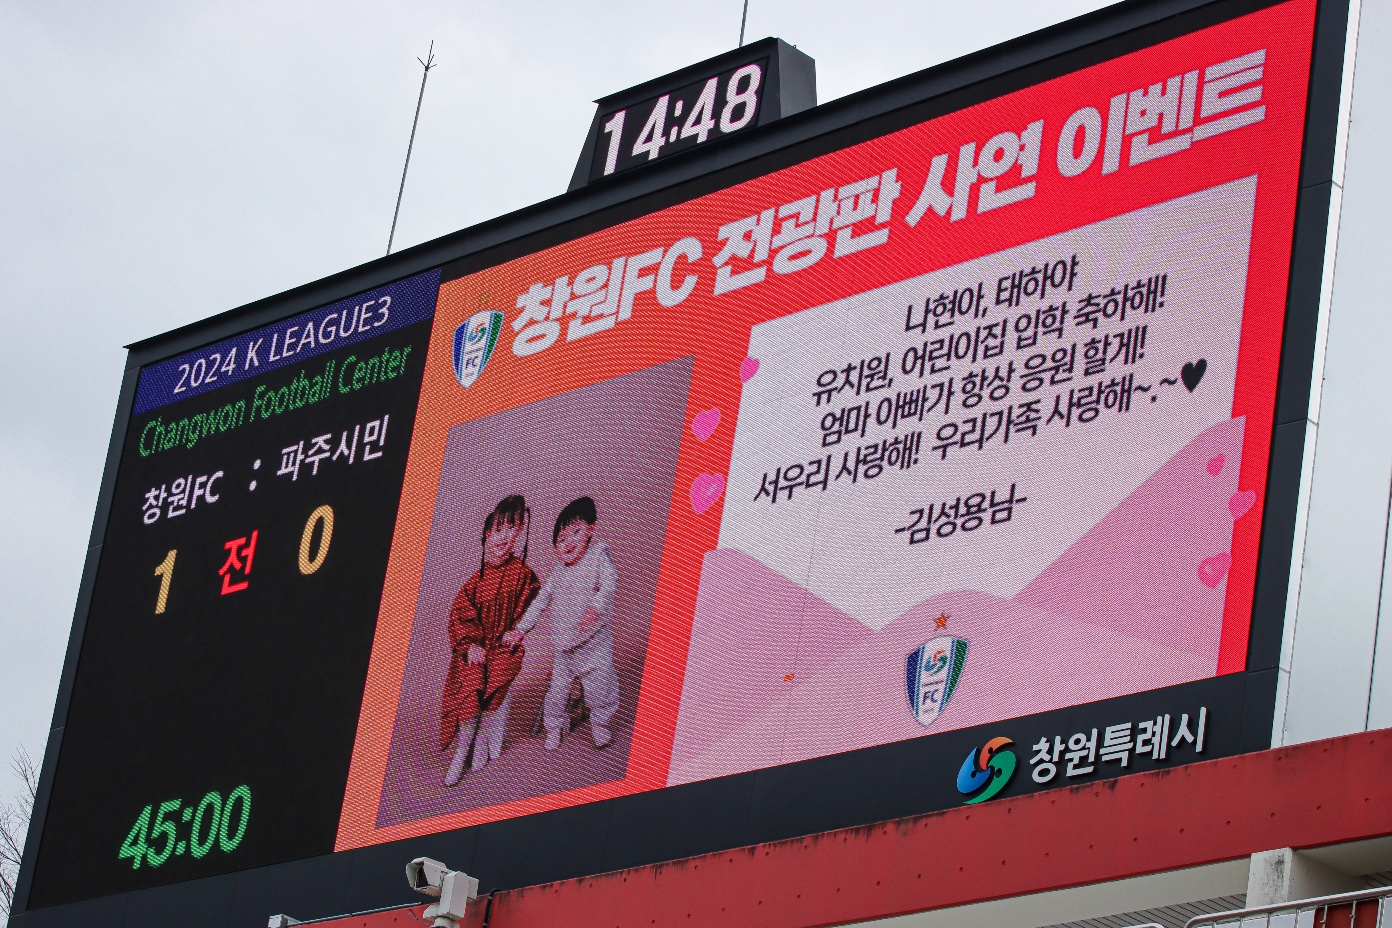 14:48
2024 K LEAGUE3
Changwon Football Center
창원FC : 파주시민
1 전 0
45:00
창원FC 전광판 사연 이벤트
FC
나현아, 태하야
유치원, 어린이집 입학 축하해!
엄마 아빠가 항상 응원 할게!
서우리 사랑해! 우리가족 사랑해~.~♥
-김성용님-
FC
창원특례시